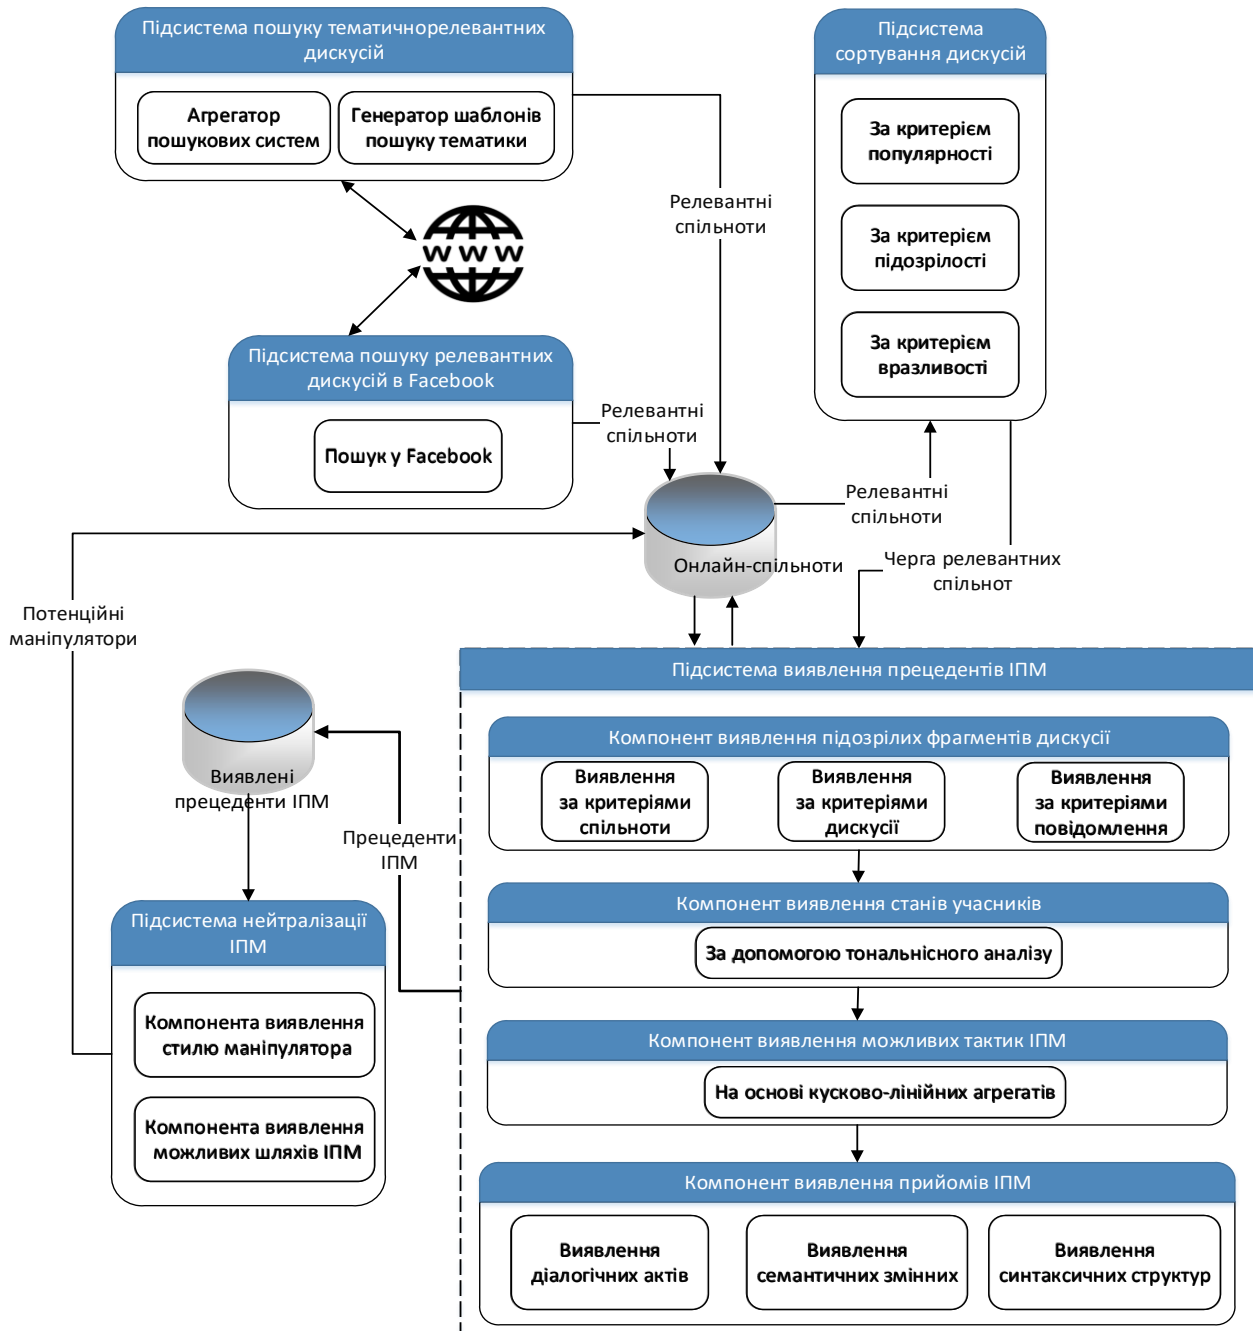 Підсистема пошуку тематичнорелевантних
дискусій
Агрегатор
пошукових систем
Генератор шаблонів
пошуку тематики
Підсистема
сортування дискусій
За критерієм
популярності
За критерієм
підозрілості
За критерієм
вразливості
Релевантні
спільноти
W W W
Підсистема пошуку релевантних
дискусій в Facebook
Пошук у Facebook
Релевантні
спільноти
Релевантні
спільноти
Онлайн-спільноти
Черга релевантних
спільнот
Потенційні
маніпулятори
Виявлені
прецеденти ІПМ
Прецеденти
ІПМ
Підсистема нейтралізації
ІПМ
Компонента виявлення
стилю маніпулятора
Компонента виявлення
можливих шляхів ІПМ
Підсистема виявлення прецедентів ІПМ
Компонент виявлення підозрілих фрагментів дискусії
Виявлення
за критеріями
спільноти
Виявлення
за критеріями
дискусії
Виявлення
за критеріями
повідомлення
Компонент виявлення станів учасників
За допомогою тональнісного аналізу
Компонент виявлення можливих тактик ІПМ
На основі кусково-лінійних агрегатів
Компонент виявлення прийомів ІПМ
Виявлення
діалогічних актів
Виявлення
семантичних змінних
Виявлення
синтаксичних структур